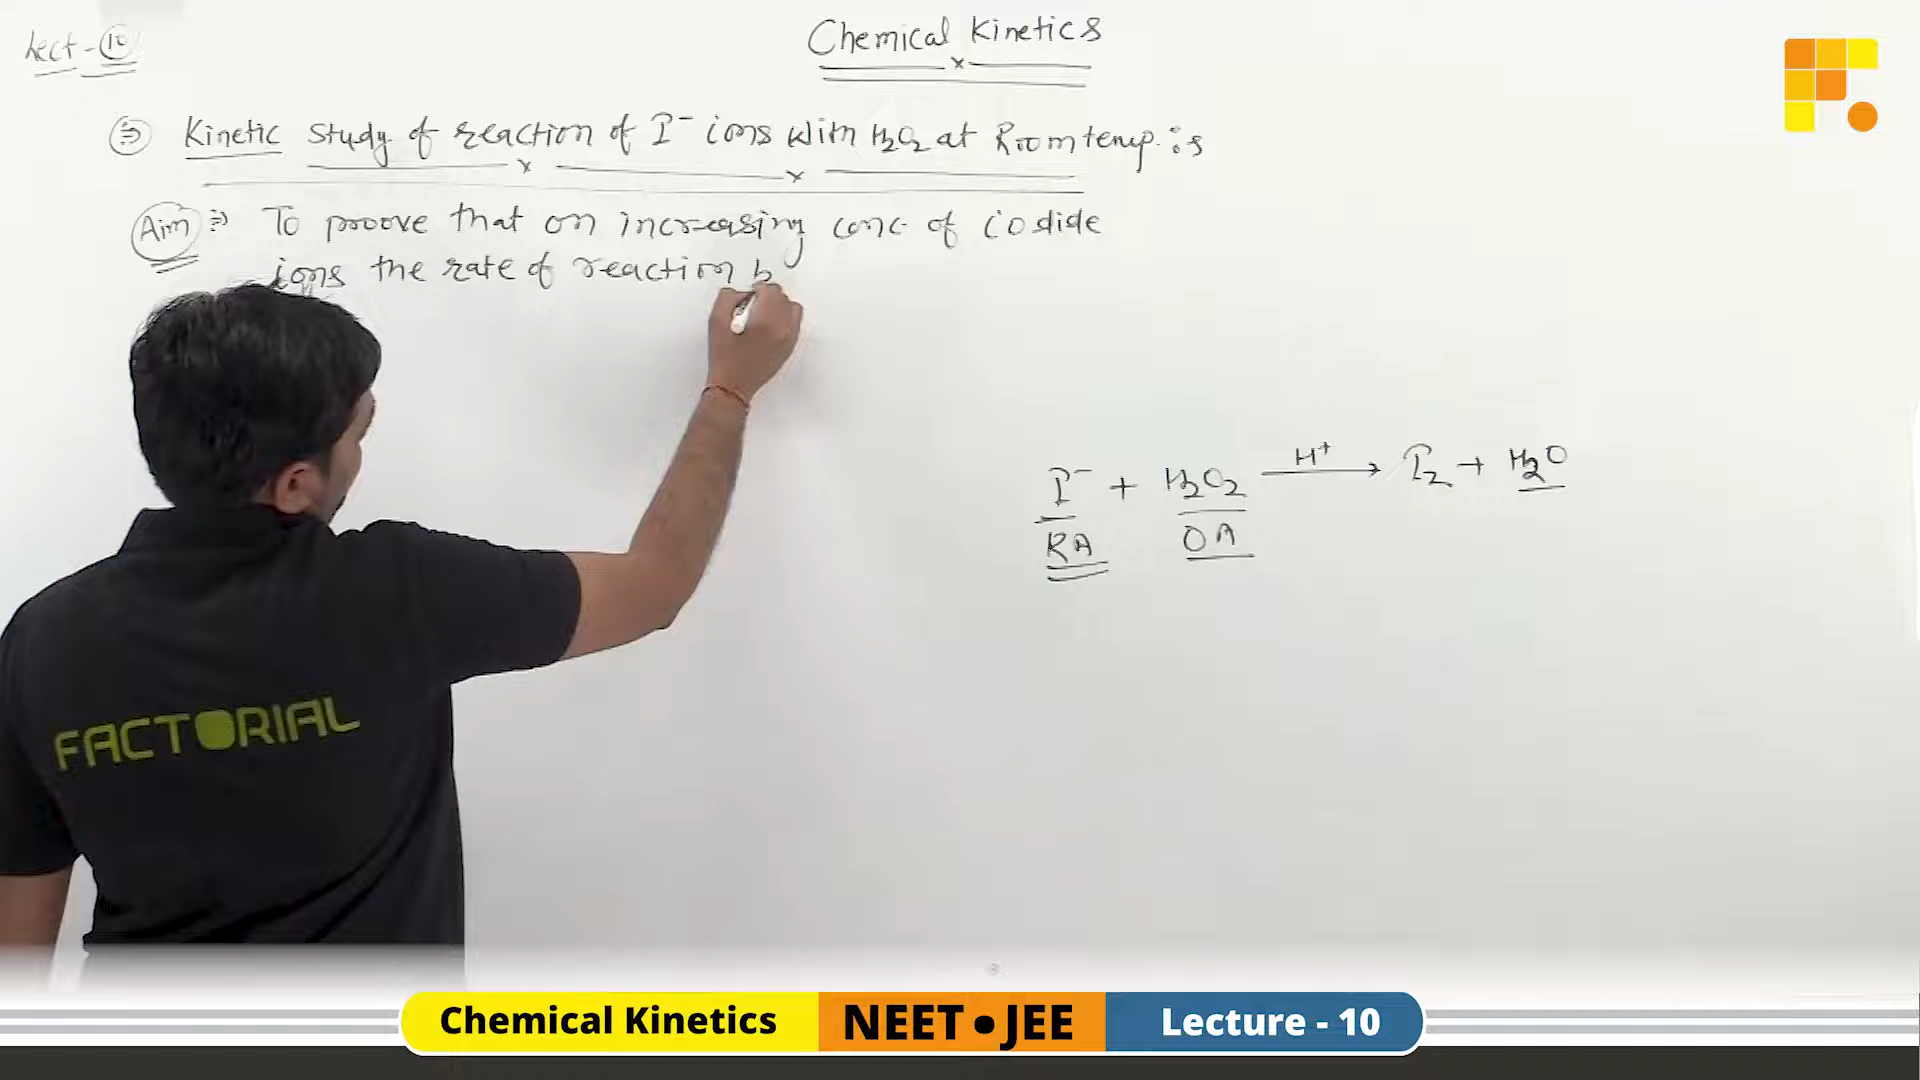 Lect-10
Chemical Kinetics
⇒ Kinetic study of reaction of I⁻ ions with H₂O₂ at Room temp. :s
Aim ⇒ To proove that on increasing conc of iodide
ions the rate of reaction b
I⁻ + H₂O₂ —H⁺→ I₂ + H₂O
RA OA
FACTORIAL
Chemical Kinetics NEET • JEE Lecture - 10